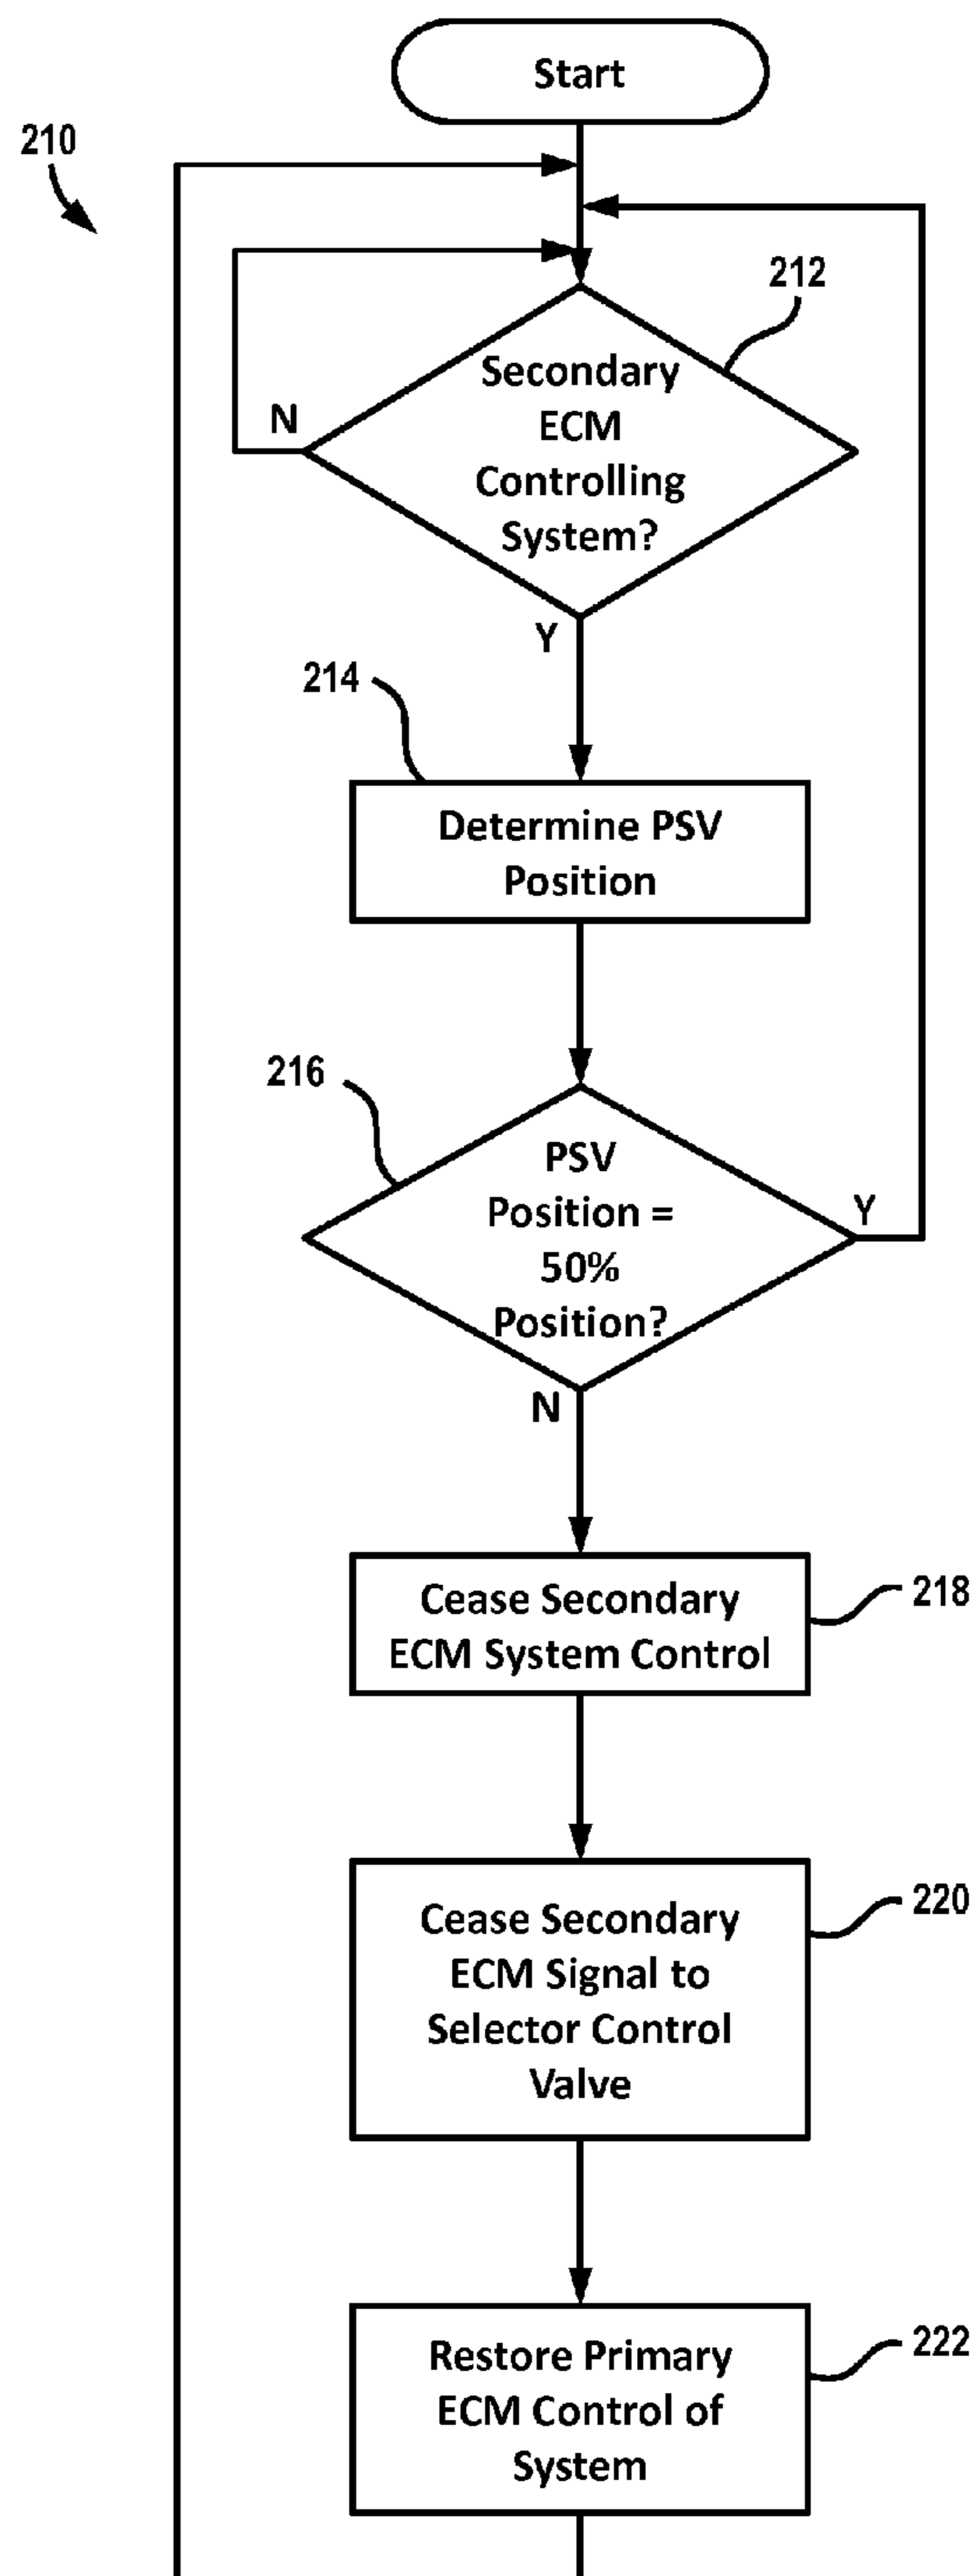 Start
210
212
Secondary
ECM
Controlling
System?
N
Y
214
Determine PSV
Position
216
PSV
Position =
50%
Position?
Y
N
Cease Secondary
ECM System Control
218
Cease Secondary
ECM Signal to
Selector Control
Valve
220
Restore Primary
ECM Control of
System
222